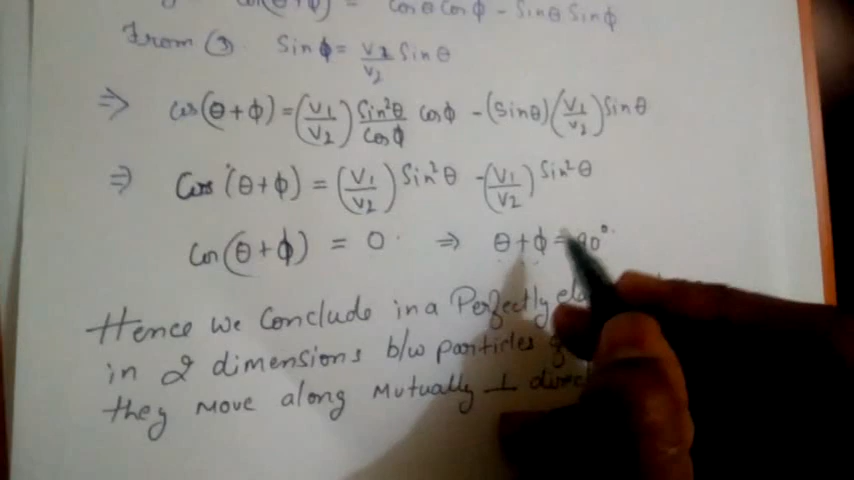 Cos(θ+ϕ) = Cosθ Cosϕ - Sinθ Sinϕ
From (3) Sinϕ = V1/V2 Sinθ
⇒ Cos(θ+ϕ) = (V1/V2) Sin²θ/Cosϕ Cosϕ - (Sinθ)(V1/V2) Sinθ
⇒ Cos (θ+ϕ) = (V1/V2) Sin²θ - (V1/V2) Sin²θ
Cos(θ+ϕ) = 0 ⇒ θ+ϕ = 90°
Hence we Conclude in a Perfectly
in 2 dimensions b/w particles
they move along Mutually ⊥